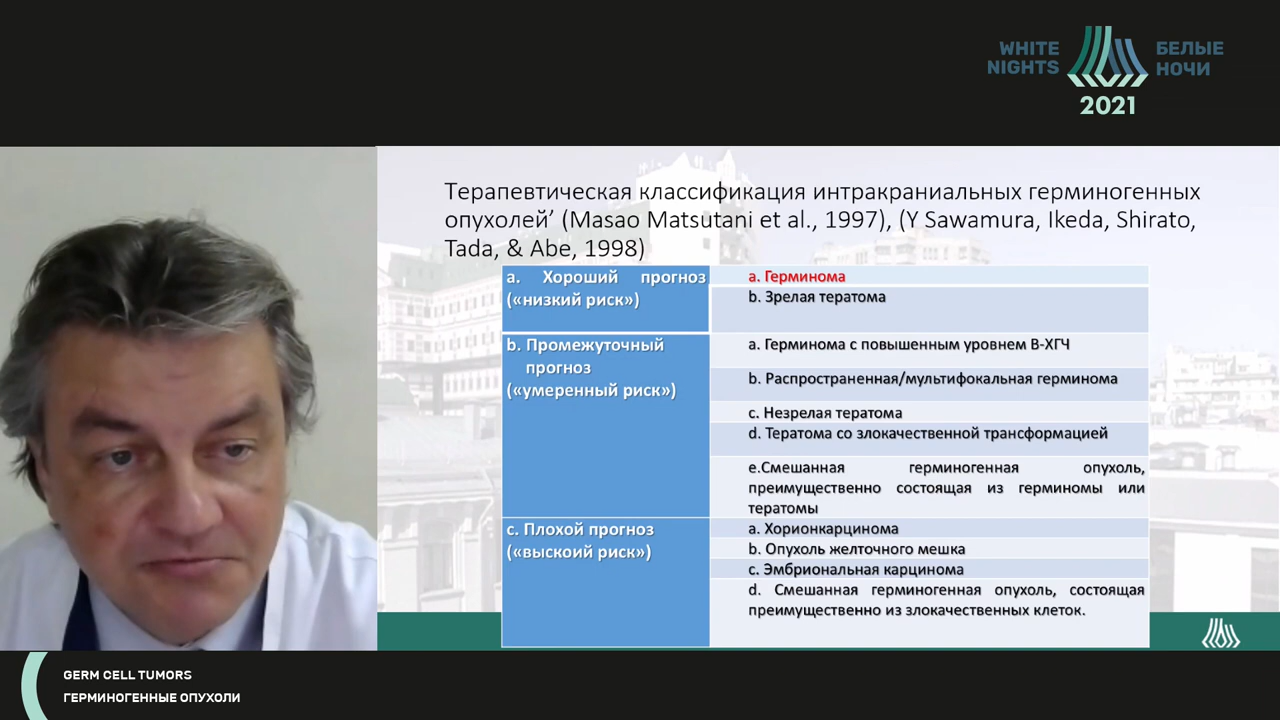 WHITE
NIGHTS
БЕЛЫЕ
НОЧИ
2021
Терапевтическая классификация интракраниальных герминогенных
опухолей’ (Masao Matsutani et al., 1997), (Y Sawamura, Ikeda, Shirato,
Tada, & Abe, 1998)
a. Хороший прогноз
(«низкий риск»)
a. Герминома
b. Зрелая тератома
b. Промежуточный
прогноз
(«умеренный риск»)
a. Герминома с повышенным уровнем В-ХГЧ
b. Распространенная/мультифокальная герминома
c. Незрелая тератома
d. Тератома со злокачественной трансформацией
e.Смешанная герминогенная опухоль,
преимущественно состоящая из герминомы или
тератомы
c. Плохой прогноз
(«выскоий риск»)
a. Хорионкарцинома
b. Опухоль желточного мешка
c. Эмбриональная карцинома
d. Смешанная герминогенная опухоль, состоящая
преимущественно из злокачественных клеток.
GERM CELL TUMORS
ГЕРМИНОГЕННЫЕ ОПУХОЛИ